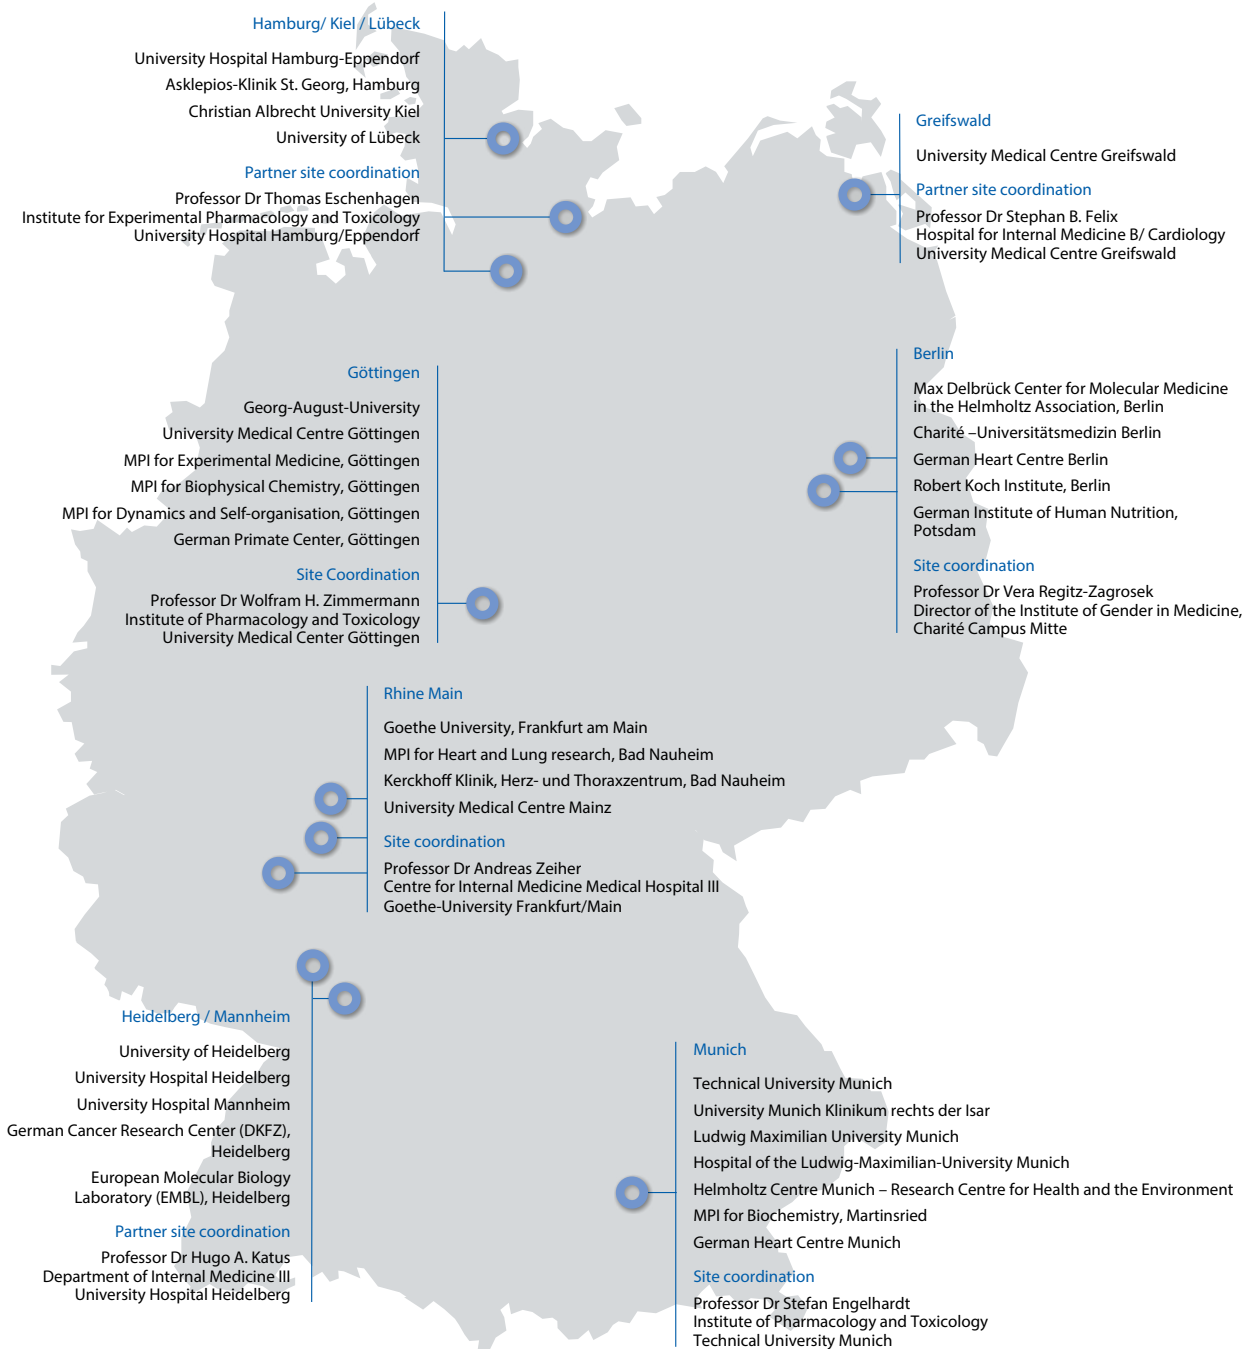 Hamburg/ Kiel / Lübeck
University Hospital Hamburg-Eppendorf
Asklepios-Klinik St. Georg, Hamburg
Christian Albrecht University Kiel
University of Lübeck
Partner site coordination
Professor Dr Thomas Eschenhagen
Institute for Experimental Pharmacology and Toxicology
University Hospital Hamburg/Eppendorf
Greifswald
University Medical Centre Greifswald
Partner site coordination
Professor Dr Stephan B. Felix
Hospital for Internal Medicine B/ Cardiology
University Medical Centre Greifswald
Göttingen
Georg-August-University
University Medical Centre Göttingen
MPI for Experimental Medicine, Göttingen
MPI for Biophysical Chemistry, Göttingen
MPI for Dynamics and Self-organisation, Göttingen
German Primate Center, Göttingen
Site Coordination
Professor Dr Wolfram H. Zimmermann
Institute of Pharmacology and Toxicology
University Medical Center Göttingen
Berlin
Max Delbrück Center for Molecular Medicine
in the Helmholtz Association, Berlin
Charité –Universitätsmedizin Berlin
German Heart Centre Berlin
Robert Koch Institute, Berlin
German Institute of Human Nutrition,
Potsdam
Site coordination
Professor Dr Vera Regitz-Zagrosek
Director of the Institute of Gender in Medicine,
Charité Campus Mitte
Rhine Main
Goethe University, Frankfurt am Main
MPI for Heart and Lung research, Bad Nauheim
Kerckhoff Klinik, Herz- und Thoraxzentrum, Bad Nauheim
University Medical Centre Mainz
Site coordination
Professor Dr Andreas Zeiher
Centre for Internal Medicine Medical Hospital III
Goethe-University Frankfurt/Main
Heidelberg / Mannheim
University of Heidelberg
University Hospital Heidelberg
University Hospital Mannheim
German Cancer Research Center (DKFZ),
Heidelberg
European Molecular Biology
Laboratory (EMBL), Heidelberg
Partner site coordination
Professor Dr Hugo A. Katus
Department of Internal Medicine III
University Hospital Heidelberg
Munich
Technical University Munich
University Munich Klinikum rechts der Isar
Ludwig Maximilian University Munich
Hospital of the Ludwig-Maximilian-University Munich
Helmholtz Centre Munich – Research Centre for Health and the Environment
MPI for Biochemistry, Martinsried
German Heart Centre Munich
Site coordination
Professor Dr Stefan Engelhardt
Institute of Pharmacology and Toxicology
Technical University Munich